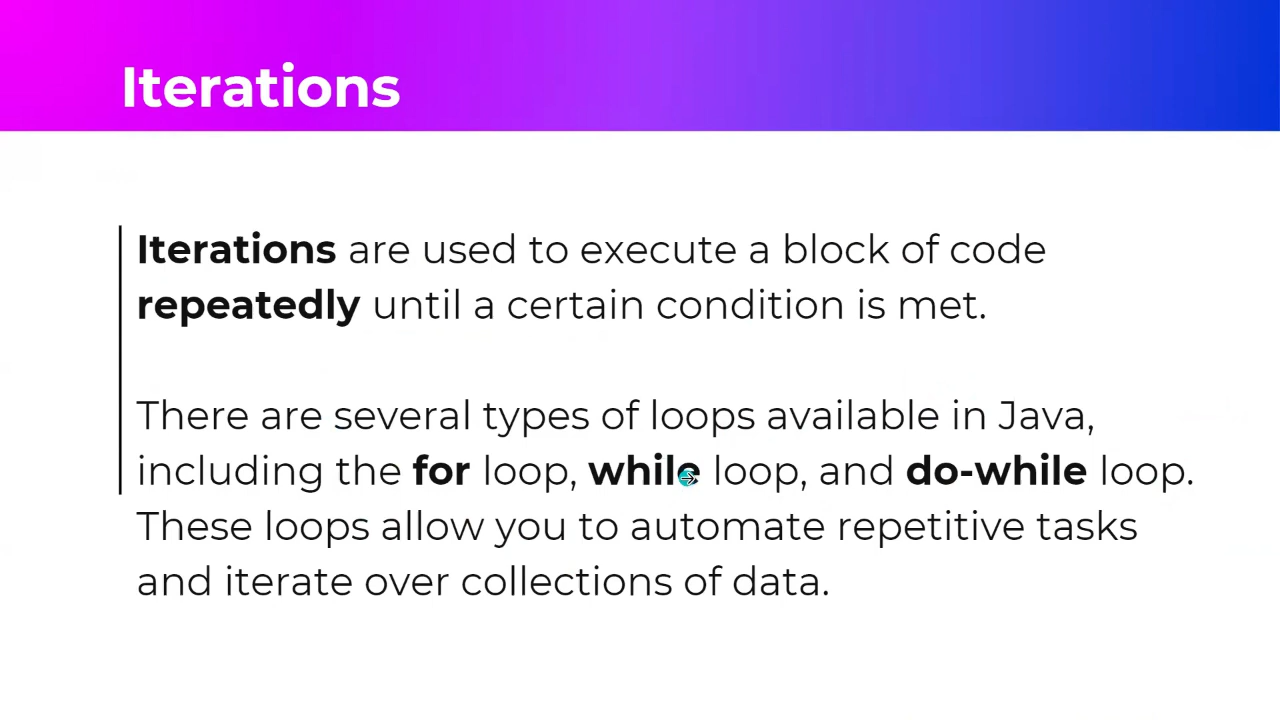 Iterations
Iterations are used to execute a block of code
repeatedly until a certain condition is met.
There are several types of loops available in Java,
including the for loop, while loop, and do-while loop.
These loops allow you to automate repetitive tasks
and iterate over collections of data.